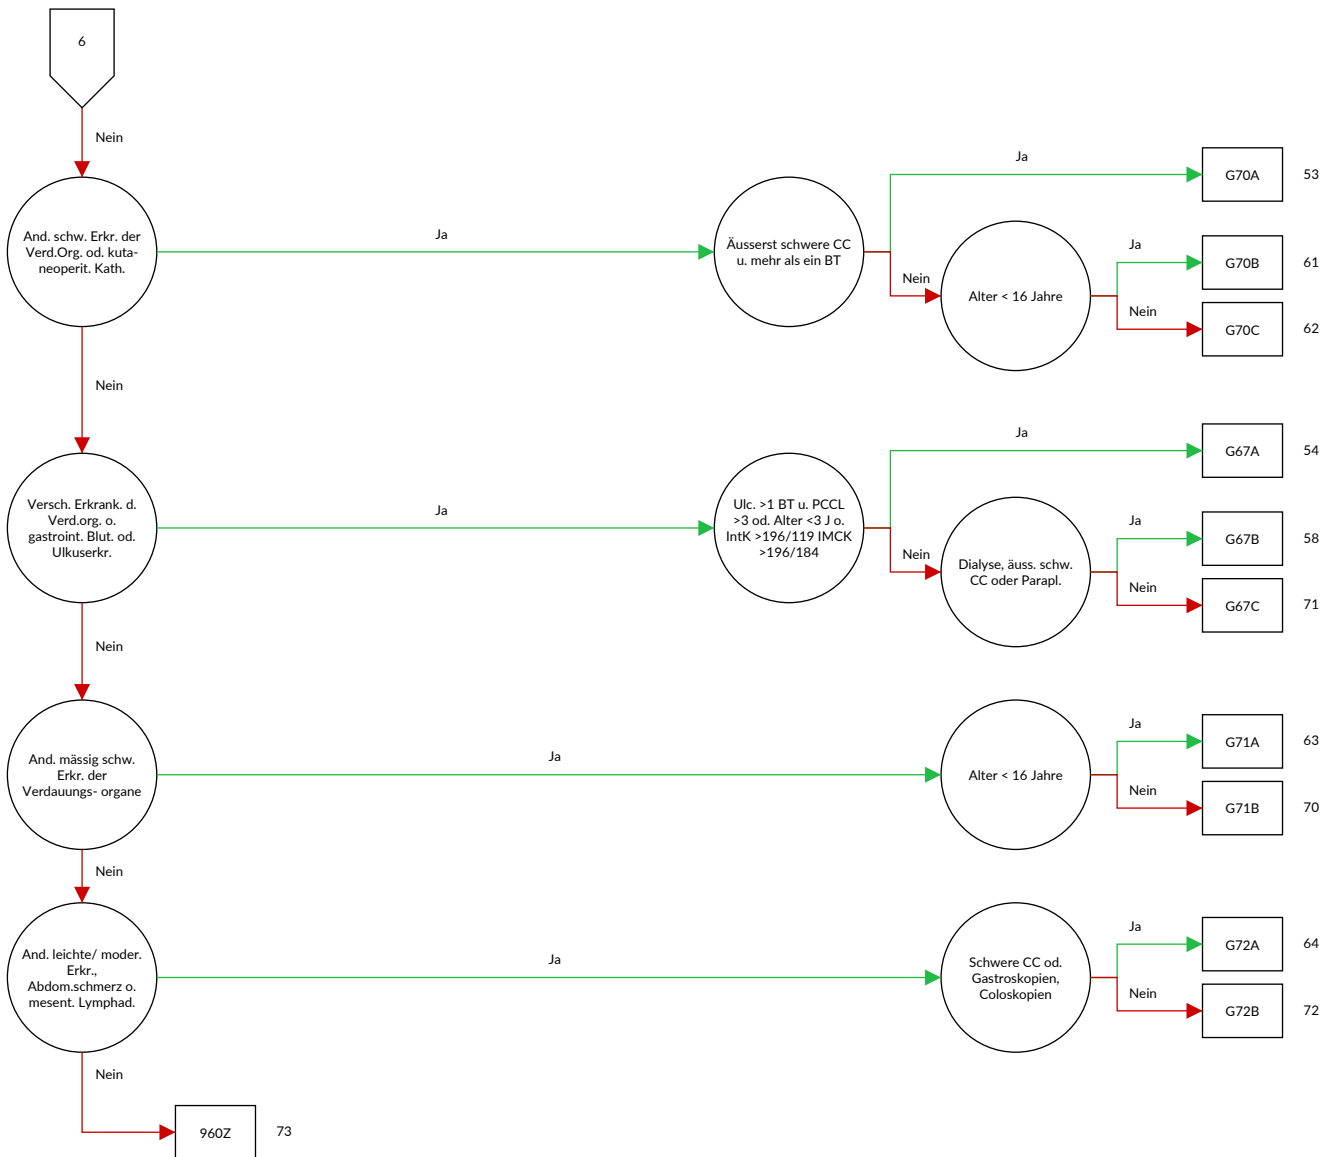 6
Nein
And. schw. Erkr. der
Verd.Org. od. kuta-
neoperit. Kath.
Ja
Äusserst schwere CC
u. mehr als ein BT
Ja
G70A
53
Nein
Alter < 16 Jahre
Ja
G70B
61
Nein
G70C
62
Nein
Versch. Erkrank. d.
Verd.org. o.
gastroint. Blut. od.
Ulkuserkr.
Ja
Ulc. >1 BT u. PCCL
>3 od. Alter <3 J o.
IntK >196/119 IMCK
>196/184
Ja
G67A
54
Nein
Dialyse, äuss. schw.
CC oder Parapl.
Ja
G67B
58
Nein
G67C
71
Nein
And. mässig schw.
Erkr. der
Verdauungs- organe
Ja
Alter < 16 Jahre
Ja
G71A
63
Nein
G71B
70
Nein
And. leichte/ moder.
Erkr.,
Abdom.schmerz o.
mesent. Lymphad.
Ja
Schwere CC od.
Gastroskopien,
Coloskopien
Ja
G72A
64
Nein
G72B
72
Nein
960Z
73